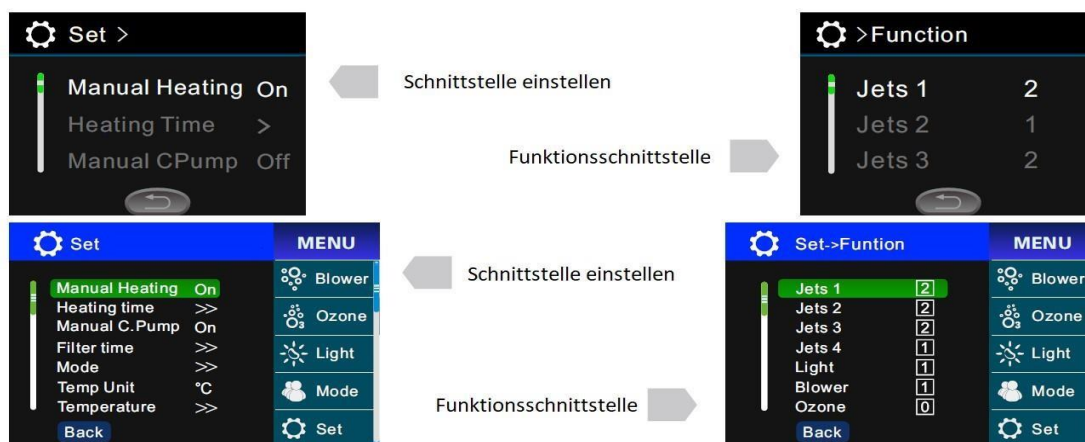 Set >
Manual Heating On
Heating Time >
Manual CPump Off
Schnittstelle einstellen
>Function
Jets 1 2
Jets 2 1
Jets 3 2
Funktionsschnittstelle
Set
MENU
Manual Heating On
Heating time >>
Manual C.Pump On
Filter time >>
Mode >>
Temp Unit °C
Temperature >>
Back
Blower
O₃ Ozone
Light
Mode
Set
Schnittstelle einstellen
Funktionsschnittstelle
Set->Funtion
MENU
Jets 1 2
Jets 2 2
Jets 3 2
Jets 4 1
Light 1
Blower 1
Ozone 0
Back
Blower
O₃ Ozone
Light
Mode
Set